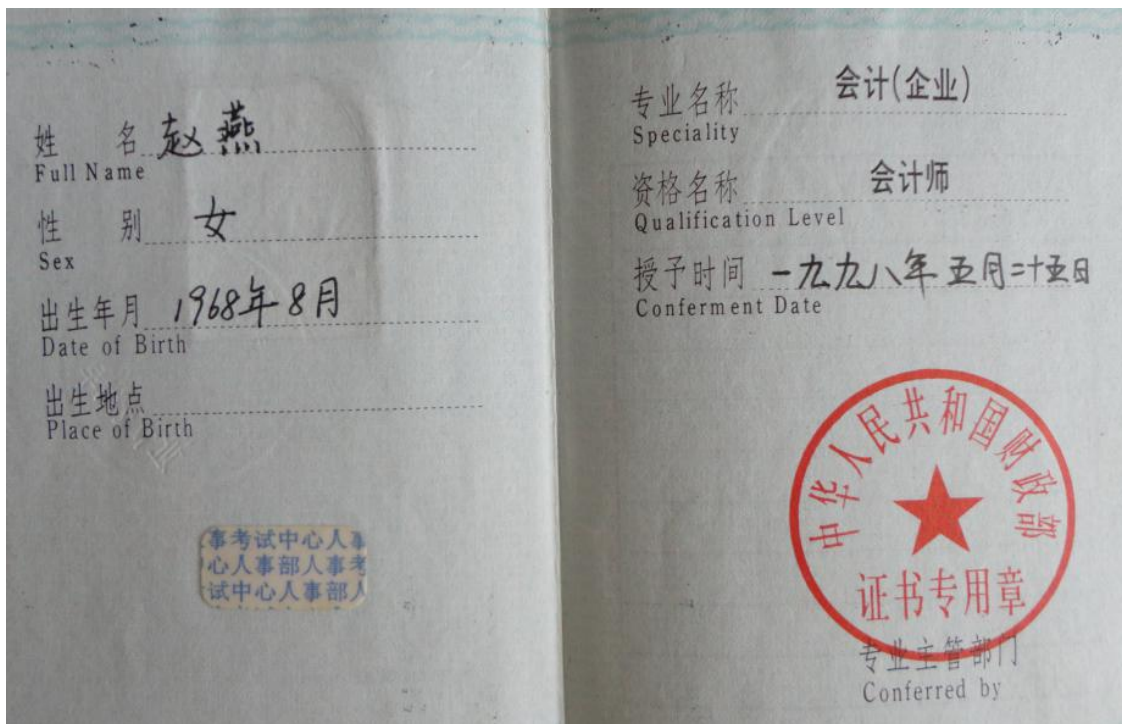 姓 名 赵燕
Full Name
性 别 女
Sex
出生年月 1968年8月
Date of Birth
出生地点
Place of Birth
事考试中心人事
心人事部人事考
试中心人事部人
专业名称 会计(企业)
Speciality
资格名称 会计师
Qualification Level
授予时间 一九九八年五月二十五日
Conferment Date
中华人民共和国财政部
证书专用章
专业主管部门
Conferred by